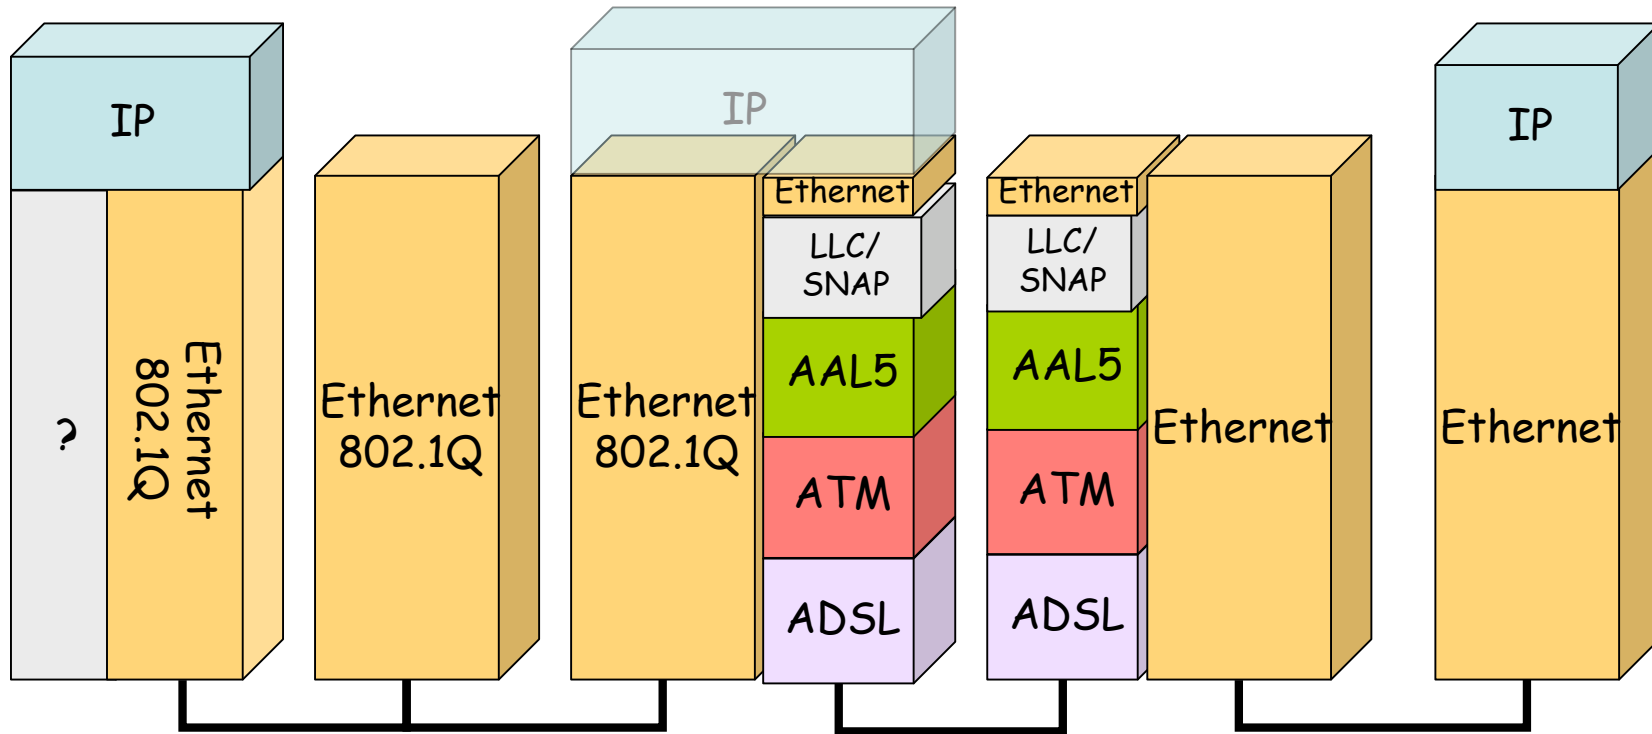 IP
?
Ethernet
802.1Q
Ethernet
802.1Q
IP
Ethernet
802.1Q
Ethernet
LLC/
SNAP
AAL5
ATM
ADSL
Ethernet
LLC/
SNAP
AAL5
ATM
ADSL
Ethernet
IP
Ethernet